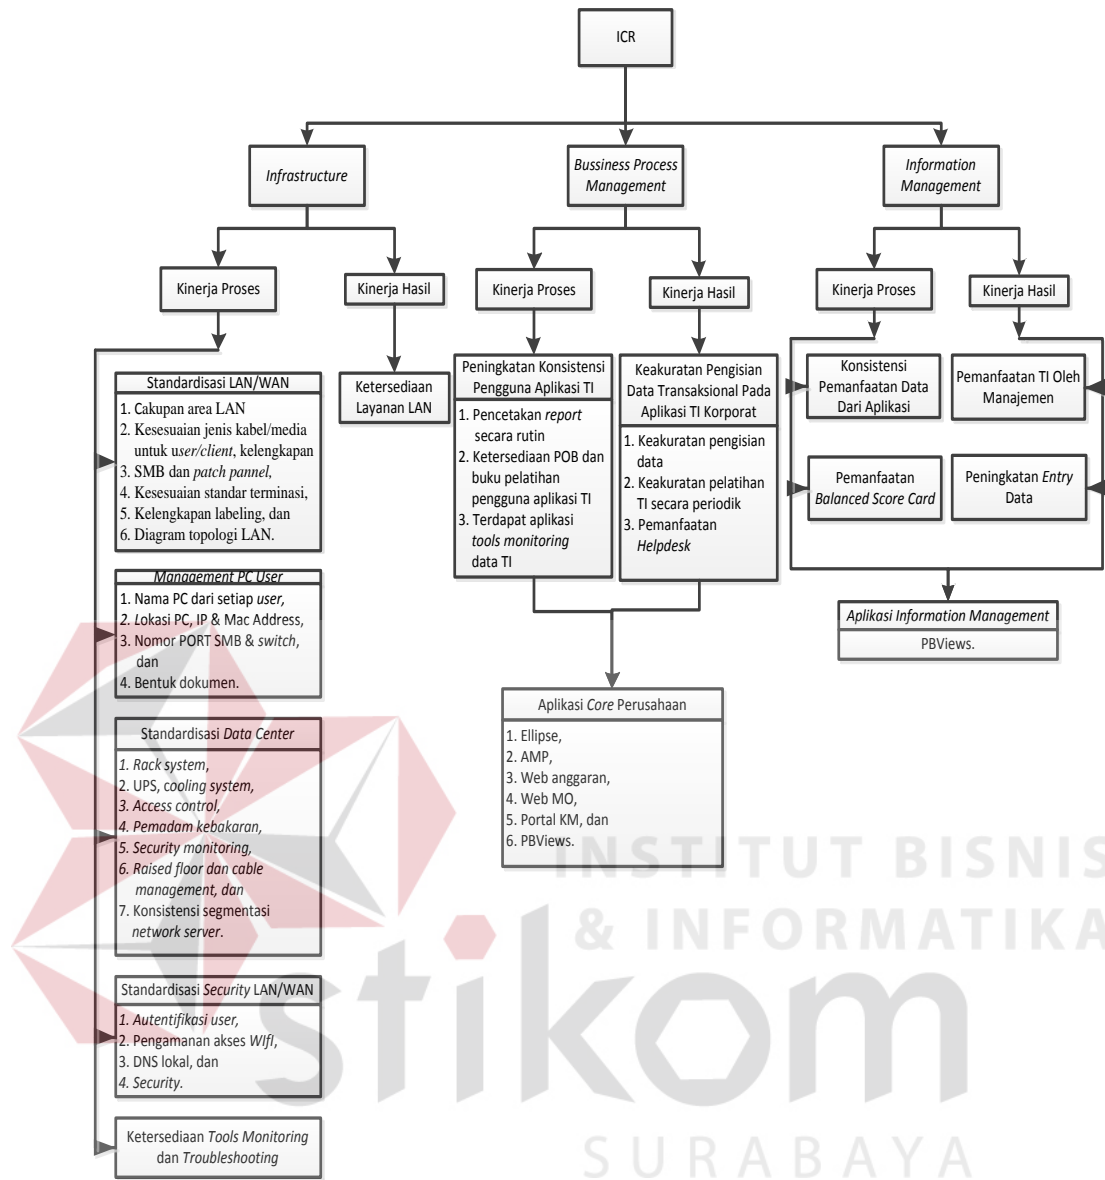 ICR
Infrastructure
Bussiness Process
Management
Information
Management
Kinerja Proses
Kinerja Hasil
Kinerja Proses
Kinerja Hasil
Kinerja Proses
Kinerja Hasil
Standardisasi LAN/WAN
1. Cakupan area LAN
2. Kesesuaian jenis kabel/media
untuk user/client, kelengkapan
3. SMB dan patch pannel,
4. Kesesuaian standar terminasi,
5. Kelengkapan labeling, dan
6. Diagram topologi LAN.
Management PC User
1. Nama PC dari setiap user,
2. Lokasi PC, IP & Mac Address,
3. Nomor PORT SMB & switch,
dan
4. Bentuk dokumen.
Standardisasi Data Center
1. Rack system,
2. UPS, cooling system,
3. Access control,
4. Pemadam kebakaran,
5. Security monitoring,
6. Raised floor dan cable
management, dan
7. Konsistensi segmentasi
network server.
Standardisasi Security LAN/WAN
1. Autentifikasi user,
2. Pengamanan akses WIfI,
3. DNS lokal, dan
4. Security.
Ketersediaan Tools Monitoring
dan Troubleshooting
Ketersediaan
Layanan LAN
Peningkatan Konsistensi
Pengguna Aplikasi TI
1. Pencetakan report
secara rutin
2. Ketersediaan POB dan
buku pelatihan
pengguna aplikasi TI
3. Terdapat aplikasi
tools monitoring
data TI
Keakuratan Pengisian
Data Transaksional Pada
Aplikasi TI Korporat
1. Keakuratan pengisian
data
2. Keakuratan pelatihan
TI secara periodik
3. Pemanfaatan
Helpdesk
Aplikasi Core Perusahaan
1. Ellipse,
2. AMP,
3. Web anggaran,
4. Web MO,
5. Portal KM, dan
6. PBViews.
Konsistensi
Pemanfaatan Data
Dari Aplikasi
Pemanfaatan TI Oleh
Manajemen
Pemanfaatan
Balanced Score Card
Peningkatan Entry
Data
Aplikasi Information Management
PBViews.
INSTITUT BISNIS
& INFORMATIKA
stikom
SURABAYA